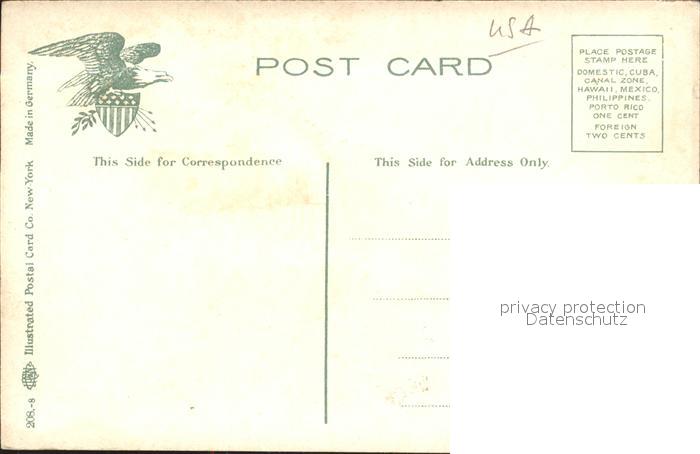 USA
POST CARD
PLACE POSTAGE
STAMP HERE
DOMESTIC, CUBA,
CANAL ZONE,
HAWAII, MEXICO,
PHILIPPINES,
PORTO RICO
ONE CENT
FOREIGN
TWO CENTS
This Side for Correspondence
This Side for Address Only.
208.-8 Illustrated Postal Card Co. New-York Made in Germany.
privacy protection
Datenschutz